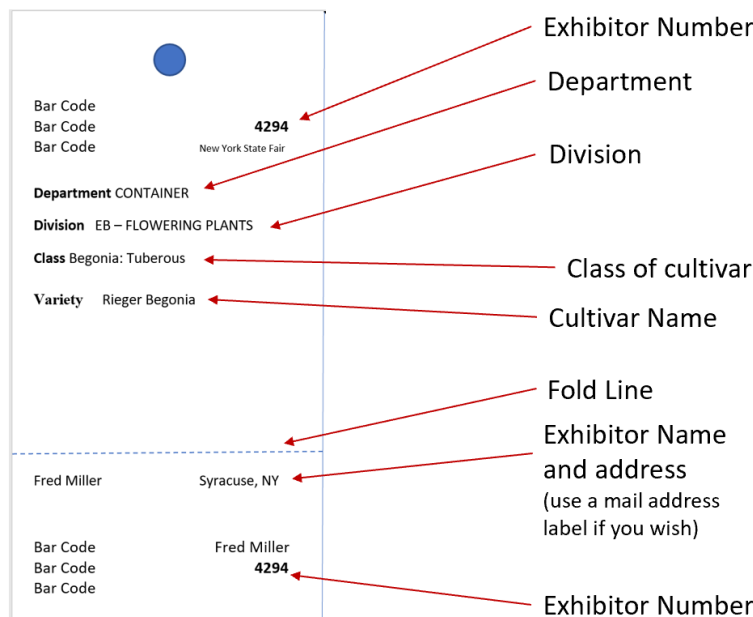 Exhibitor Number
Department
Bar Code
Bar Code 4294
Bar Code New York State Fair
Division
Department CONTAINER
Division EB – FLOWERING PLANTS
Class Begonia: Tuberous
Class of cultivar
Variety Rieger Begonia
Cultivar Name
Fold Line
Exhibitor Name
and address
(use a mail address
label if you wish)
Fred Miller Syracuse, NY
Bar Code Fred Miller
Bar Code 4294
Bar Code
Exhibitor Number